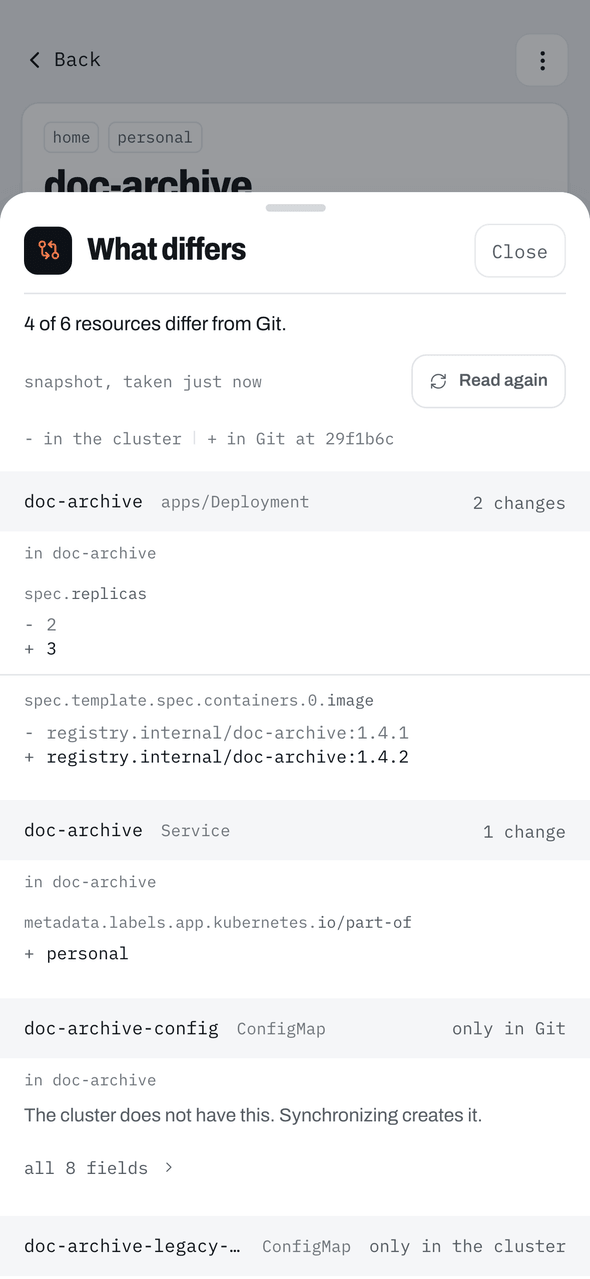 Back
home personal
doc-archive
What differs
Close
4 of 6 resources differ from Git.
snapshot, taken just now
Read again
- in the cluster | + in Git at 29f1b6c
doc-archive apps/Deployment 2 changes
in doc-archive
spec.replicas
- 2
+ 3
spec.template.spec.containers.0.image
- registry.internal/doc-archive:1.4.1
+ registry.internal/doc-archive:1.4.2
doc-archive Service 1 change
in doc-archive
metadata.labels.app.kubernetes.io/part-of
+ personal
doc-archive-config ConfigMap only in Git
in doc-archive
The cluster does not have this. Synchronizing creates it.
all 8 fields >
doc-archive-legacy-… ConfigMap only in the cluster